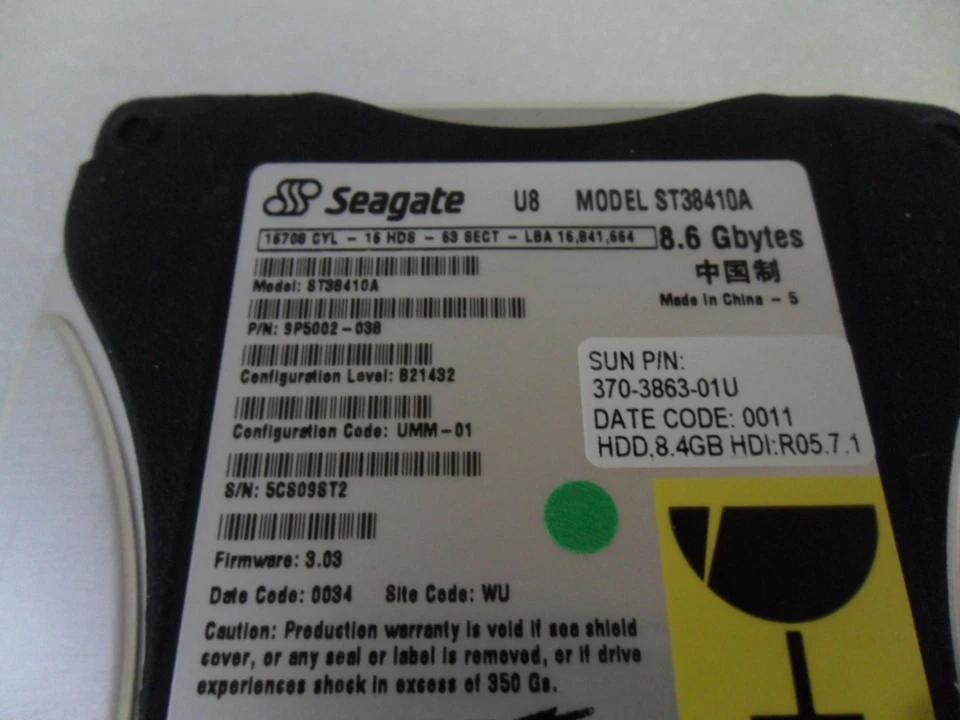 Seagate U8 MODEL ST38410A
16708 CYL - 16 HDS - 63 SECT - LBA 16,841,664 8.6 Gbytes
中国制
Made in China - 5
Model: ST38410A
P/N: 9P5002-038
Configuration Level: B21432
Configuration Code: UMM-01
S/N: 5CS09ST2
Firmware: 3.03
Date Code: 0034 Site Code: WU
Caution: Production warranty is void if sea shield
cover, or any seal or label is removed, or if drive
experiences shock in excess of 350 Gs.
SUN P/N:
370-3863-01U
DATE CODE: 0011
HDD,8.4GB HDI:R05.7.1